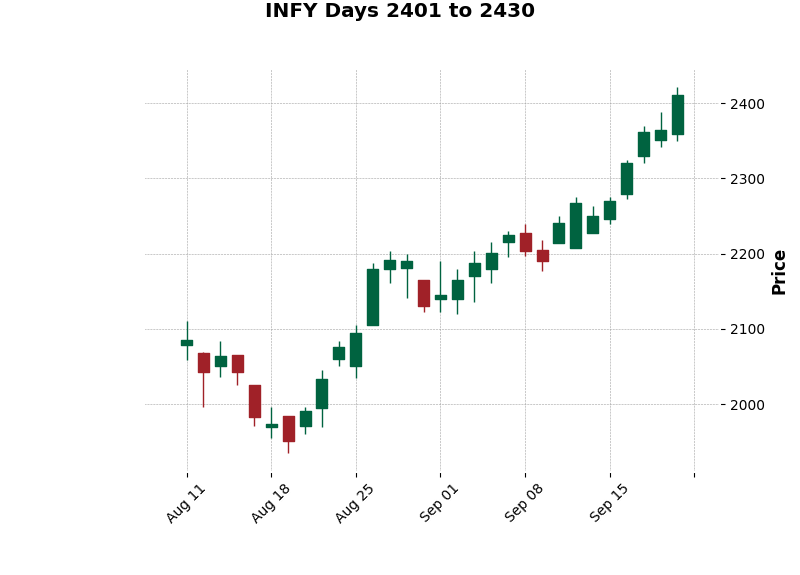 INFY Days 2401 to 2430
2400
2300
2200
2100
2000
Price
Aug 11
Aug 18
Aug 25
Sep 01
Sep 08
Sep 15